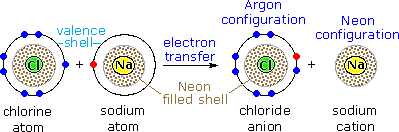 valence
shell
Cl
+
Na
electron
transfer
Argon
configuration
Cl
+
Neon
configuration
Na
Neon
filled shell
chlorine
atom
sodium
atom
chloride
anion
sodium
cation